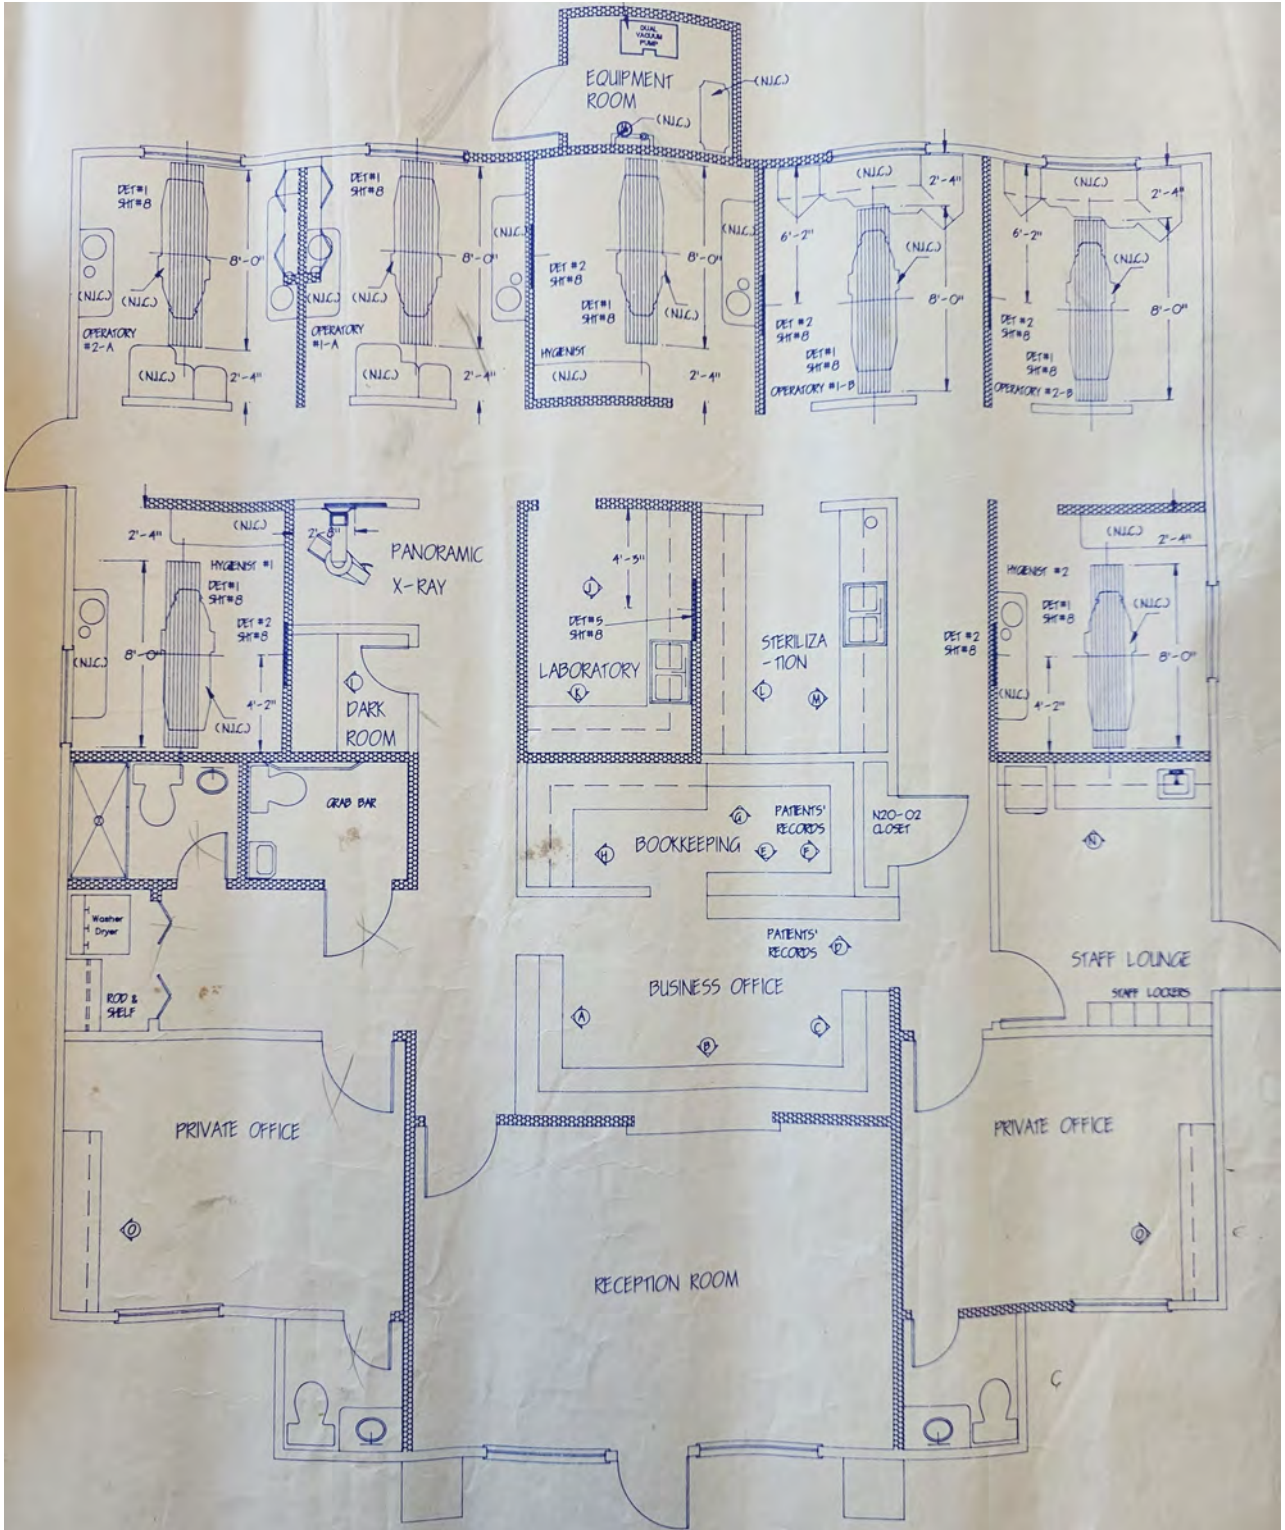 DUAL
VACUUM
PUMP
EQUIPMENT
ROOM
(N.I.C.)
(N.I.C.)
DET#1
SHT#8
8'-0"
(N.I.C.)
(N.I.C.)
OPERATORY
#2-A
(N.I.C.)
2'-4"
DET#1
SHT#8
8'-0"
(N.I.C.)
(N.I.C.)
OPERATORY
#1-A
(N.I.C.)
2'-4"
(N.I.C.)
DET #2
SHT#8
DET#1
SHT#8
8'-0"
(N.I.C.)
HYGIENIST
(N.I.C.)
2'-4"
(N.I.C.)
(N.I.C.)
2'-4"
6'-2"
(N.I.C.)
8'-0"
DET #2
SHT#8
DET#1
SHT#8
OPERATORY #1-B
(N.I.C.)
2'-4"
6'-2"
(N.I.C.)
8'-0"
DET #2
SHT#8
DET#1
SHT#8
OPERATORY #2-B
(N.I.C.)
2'-4"
HYGIENIST #1
DET#1
SHT#8
DET #2
SHT#8
(N.I.C.)
8'-0"
4'-2"
(N.I.C.)
2'-8"
PANORAMIC
X-RAY
I
DARK
ROOM
4'-3"
J
DET#5
SHT#8
LABORATORY
K
STERILIZA
-TION
L
M
(N.I.C.)
2'-4"
HYGIENIST #2
DET#1
SHT#8
(N.I.C.)
DET #2
SHT#8
8'-0"
(N.I.C.)
4'-2"
GRAB BAR
G
PATIENTS'
RECORDS
H
BOOKKEEPING
E
F
N2O-O2
CLOSET
N
Washer
Dryer
ROD &
SHELF
PATIENTS'
RECORDS
D
BUSINESS OFFICE
A
B
C
STAFF LOUNGE
STAFF LOCKERS
PRIVATE OFFICE
O
PRIVATE OFFICE
O
RECEPTION ROOM